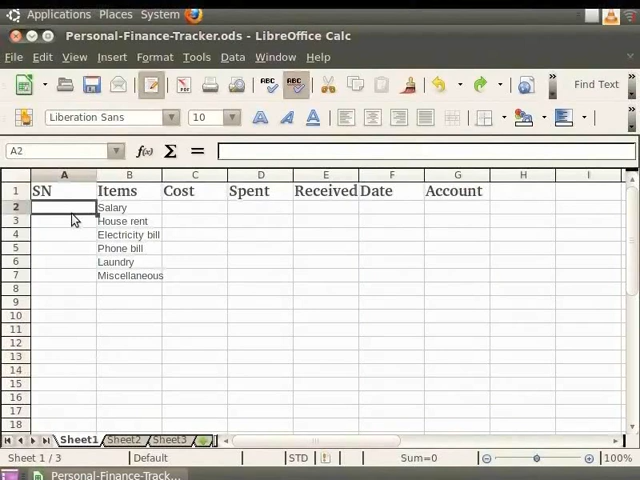 Applications Places System
Personal-Finance-Tracker.ods - LibreOffice Calc
File Edit View Insert Format Tools Data Window Help
ABC ABC Find Text
Liberation Sans 10 A A A
A2 f(x) Σ =
A B C D E F G H I
1 SN Items Cost Spent Received Date Account
2 Salary
3 House rent
4 Electricity bill
5 Phone bill
6 Laundry
7 Miscellaneous
8
9
10
11
12
13
14
15
16
17
18
Sheet1 Sheet2 Sheet3
Sheet 1 / 3 Default STD Sum=0 100%
Personal-Finance-Track...